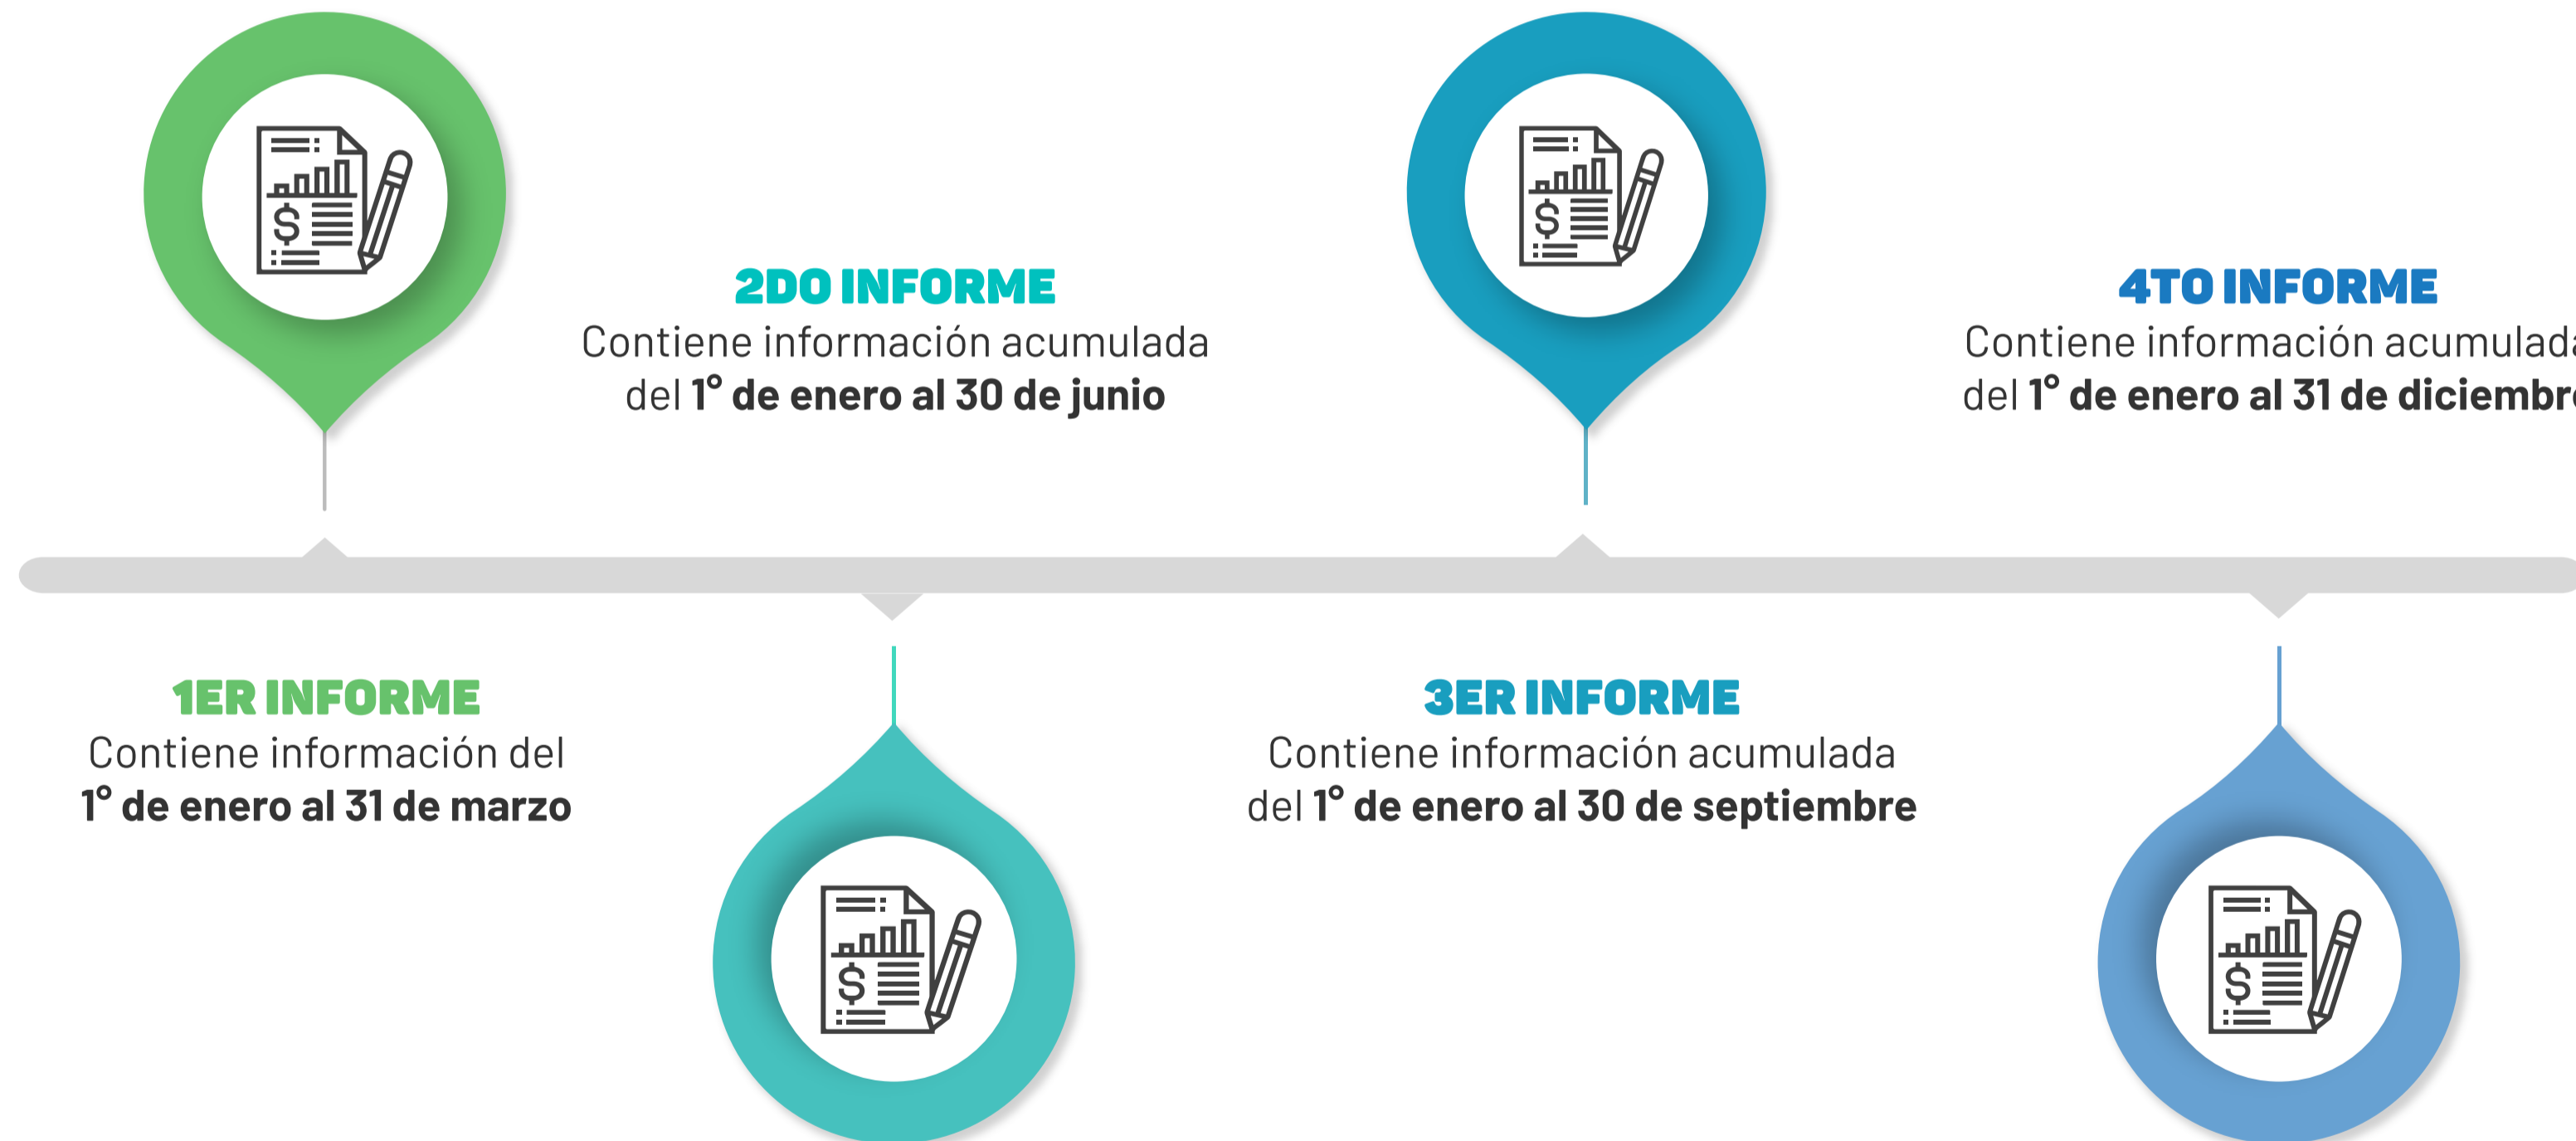 1ER INFORME
Contiene información del
1° de enero al 31 de marzo
2DO INFORME
Contiene información acumulada
del 1° de enero al 30 de junio
3ER INFORME
Contiene información acumulada
del 1° de enero al 30 de septiembre
4TO INFORME
Contiene información acumulada
del 1° de enero al 31 de diciembre